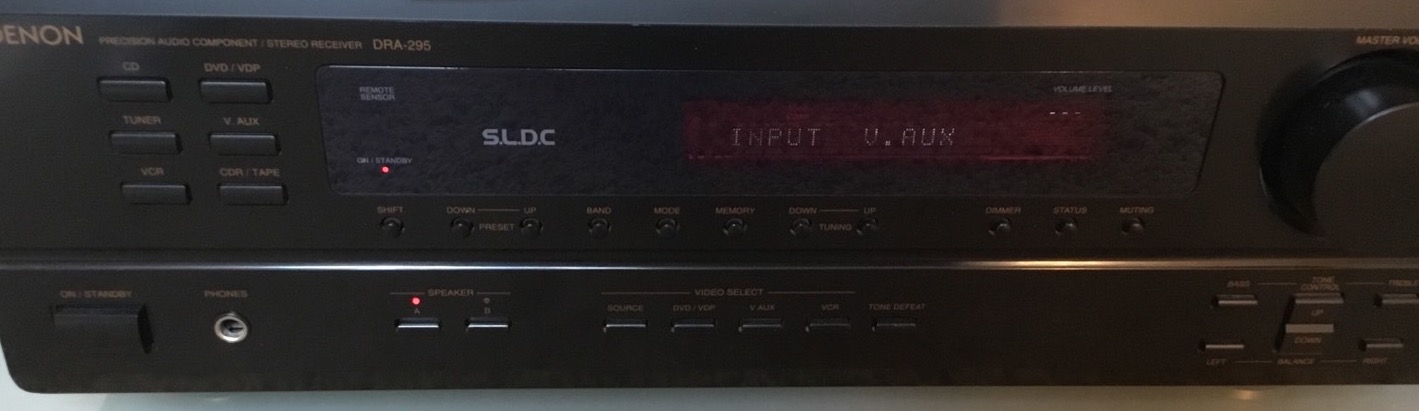 DENON PRECISION AUDIO COMPONENT / STEREO RECEIVER DRA-295
MASTER VO
CD DVD / VDP
TUNER V. AUX
VCR CDR / TAPE
REMOTE
SENSOR
S.L.D.C
ON / STANDBY
VOLUME LEVEL
---
INPUT V.AUX
SHIFT DOWN UP BAND MODE MEMORY DOWN UP DIMMER STATUS MUTING
PRESET TUNING
ON / STANDBY PHONES
SPEAKER
A B
VIDEO SELECT
SOURCE DVD / VDP V.AUX VCR TONE DEFEAT
BASS TONE CONTROL TREBLE
UP
DOWN
LEFT BALANCE RIGHT